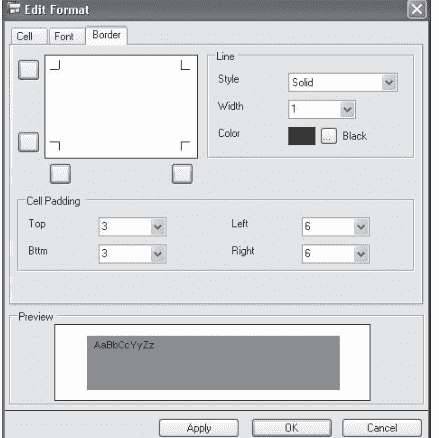 Edit Format
Cell Font Border
Line
Style Solid
Width 1
Color ... Black
Cell Padding
Top 3 Left 6
Bttm 3 Right 6
Preview
AaBbCcYyZz
Apply OK Cancel